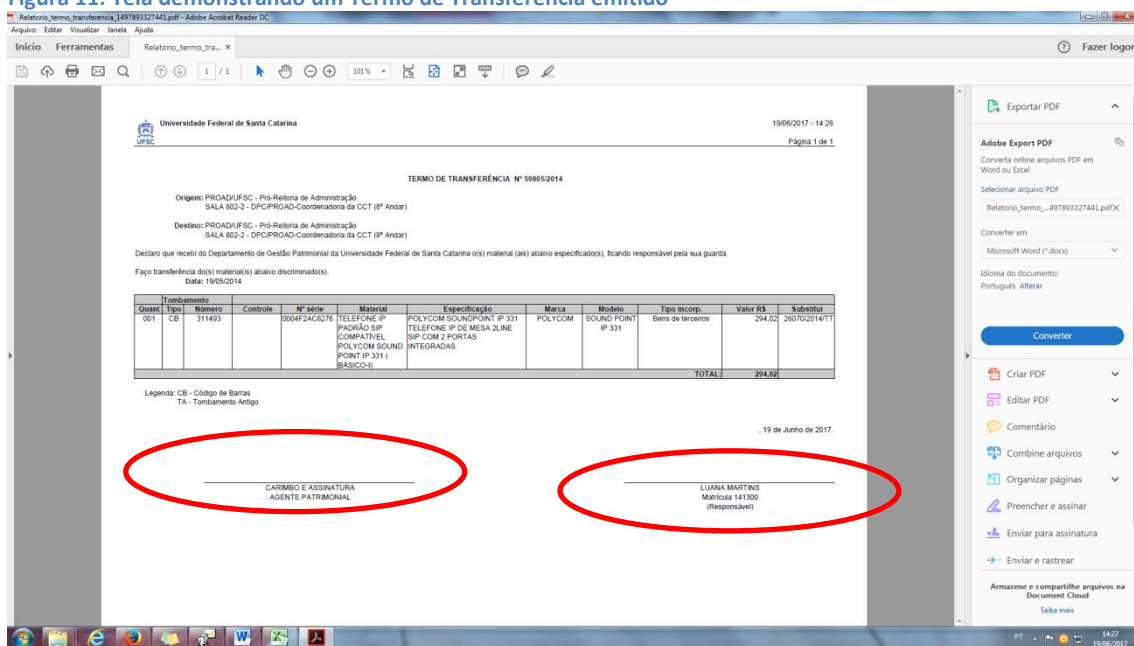 Figura 11: Tela demonstrando um Termo de Transferência emitido
Relatorio_termo_transferencia_1497893327441.pdf - Adobe Acrobat Reader DC
Arquivo Editar Visualizar Janela Ajuda
Início Ferramentas Relatorio_termo_tra... × Fazer logon
1 / 1 101%
Universidade Federal de Santa Catarina 19/06/2017 - 14:28
UFSC Página 1 de 1
TERMO DE TRANSFERÊNCIA Nº 59805/2014
Origem: PROAD/UFSC - Pró-Reitoria de Administração
SALA 802-2 - DPC/PROAD-Coordenadoria da CCT (8º Andar)
Destino: PROAD/UFSC - Pró-Reitoria de Administração
SALA 802-2 - DPC/PROAD-Coordenadoria da CCT (8º Andar)
Declaro que recebi do Departamento de Gestão Patrimonial da Universidade Federal de Santa Catarina o(s) material (ais) abaixo especificado(s), ficando responsável pela sua guarda.
Faço transferência do(s) material(is) abaixo discriminado(s).
Data: 19/05/2014
Tombamento
Quant Tipo Número Controle Nº série Material Especificação Marca Modelo Tipo incorp. Valor R$ Substitui
001 CB 311493 0004F2AC8276 TELEFONE IP POLYCOM SOUNDPOINT IP 331 POLYCOM SOUND POINT Bens de terceiros 294,02 26070/2014/TT
PADRÃO SIP TELEFONE IP DE MESA 2LINE IP 331
COMPATÍVEL SIP COM 2 PORTAS
POLYCOM SOUND INTEGRADAS.
POINT IP 331 (
BÁSICO-I)
TOTAL: 294,02
Legenda: CB - Código de Barras
TA - Tombamento Antigo
, 19 de Junho de 2017.
CARIMBO E ASSINATURA
AGENTE PATRIMONIAL
LUANA MARTINS
Matrícula 141300
(Responsável)
Exportar PDF
Adobe Export PDF
Converta online arquivos PDF em
Word ou Excel
Selecionar arquivo PDF
Relatorio_termo_...497893327441.pdf ×
Converter em
Microsoft Word (*.docx)
Idioma do documento:
Português Alterar
Converter
Criar PDF
Editar PDF
Comentário
Combine arquivos
Organizar páginas
Preencher e assinar
Enviar para assinatura
Enviar e rastrear
Armazene e compartilhe arquivos na
Document Cloud
Saiba mais
PT 14:27
19/06/2017